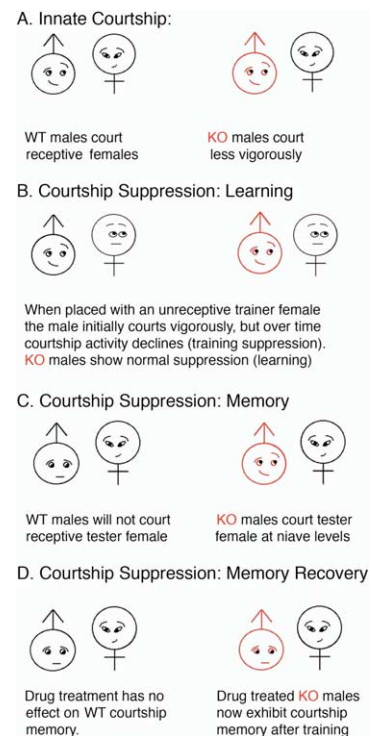 A. Innate Courtship:
WT males court
receptive females
KO males court
less vigorously
B. Courtship Suppression: Learning
When placed with an unreceptive trainer female
the male initially courts vigorously, but over time
courtship activity declines (training suppression).
KO males show normal suppression (learning)
C. Courtship Suppression: Memory
WT males will not court
receptive tester female
KO males court tester
female at niave levels
D. Courtship Suppression: Memory Recovery
Drug treatment has no
effect on WT courtship
memory.
Drug treated KO males
now exhibit courtship
memory after training